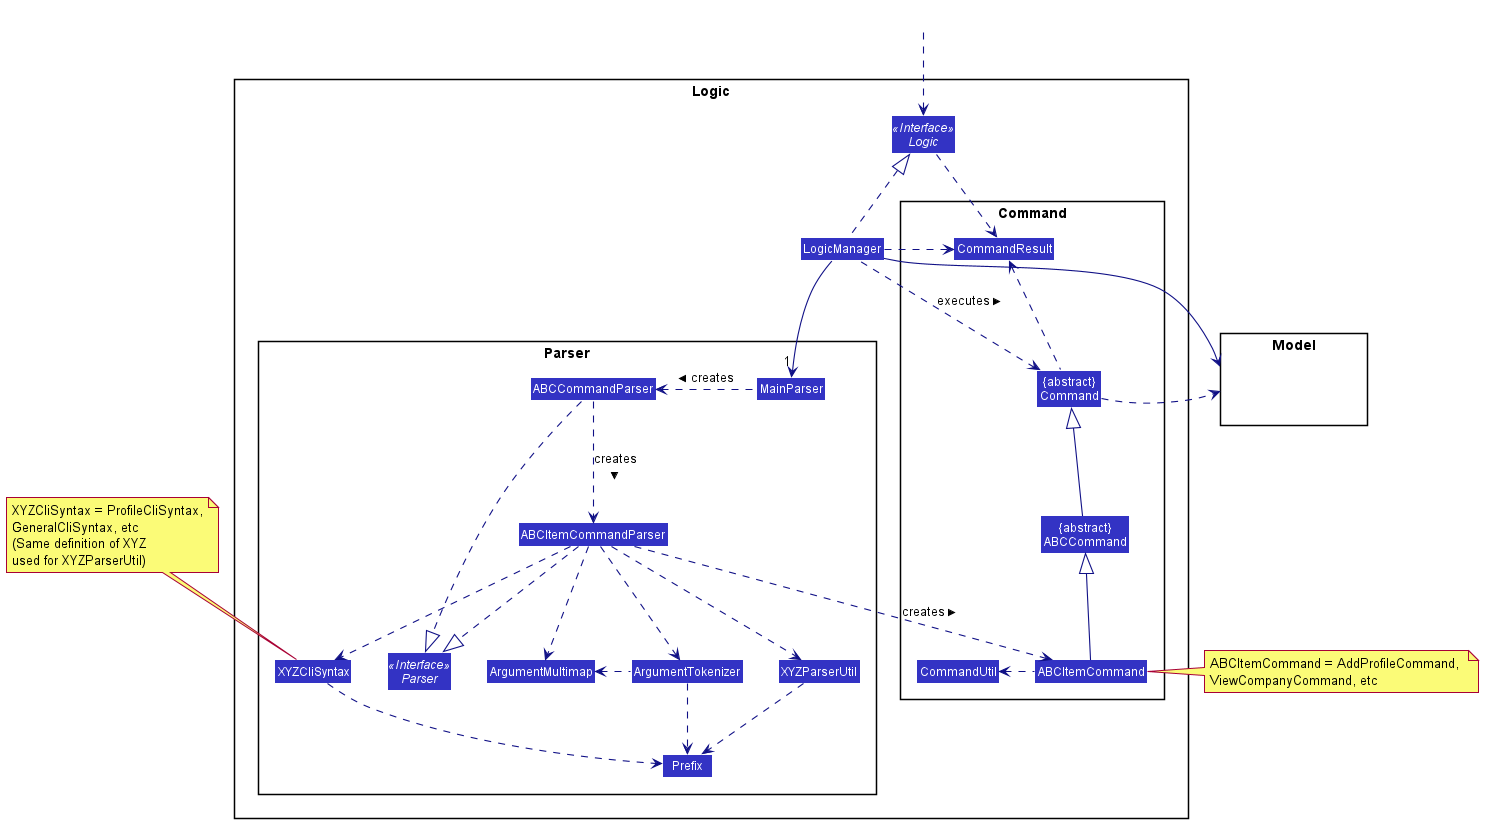 Logic
«Interface»
Logic
Command
LogicManager
CommandResult
executes ►
Model
Parser
1
◄ creates
ABCCommandParser
MainParser
{abstract}
Command
creates
▼
XYZCliSyntax = ProfileCliSyntax,
GeneralCliSyntax, etc
(Same definition of XYZ
used for XYZParserUtil)
ABCItemCommandParser
{abstract}
ABCCommand
creates ►
XYZCliSyntax
«Interface»
Parser
ArgumentMultimap
ArgumentTokenizer
XYZParserUtil
CommandUtil
ABCItemCommand
ABCItemCommand = AddProfileCommand,
ViewCompanyCommand, etc
Prefix